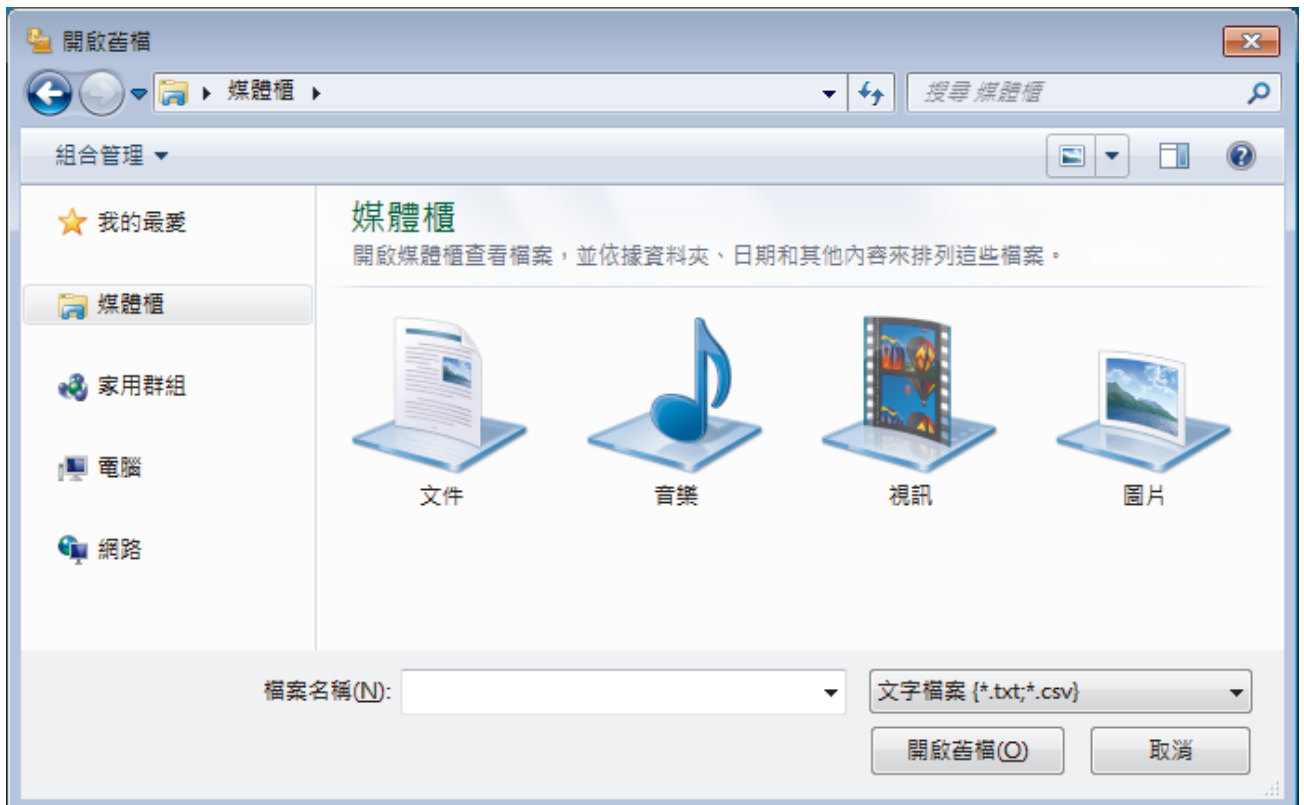 開啟舊檔
媒體櫃
搜尋 媒體櫃
組合管理
我的最愛
媒體櫃
家用群組
電腦
網路
媒體櫃
開啟媒體櫃查看檔案，並依據資料夾、日期和其他內容來排列這些檔案。
文件
音樂
視訊
圖片
檔案名稱(N):
文字檔案 {*.txt;*.csv}
開啟舊檔(O)
取消